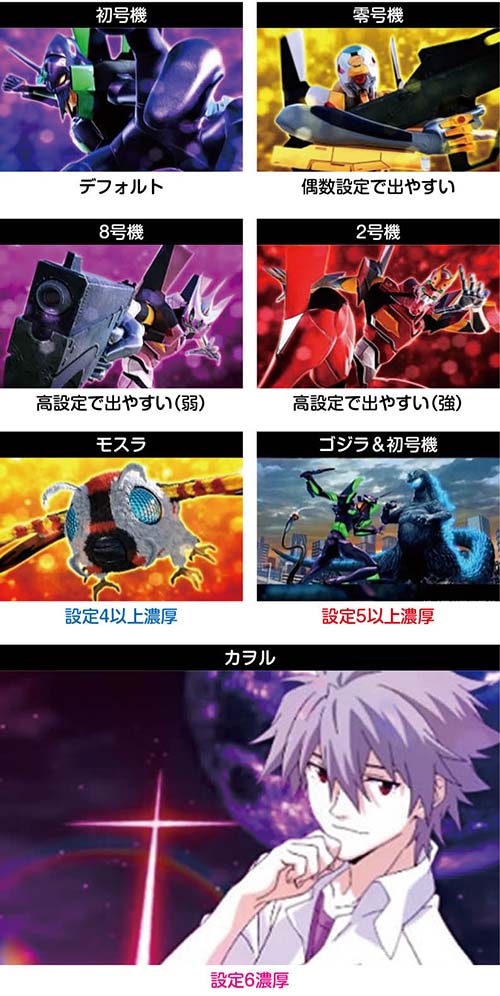 初号機
零号機
デフォルト
偶数設定で出やすい
8号機
2号機
高設定で出やすい(弱)
高設定で出やすい(強)
モスラ
ゴジラ&初号機
設定4以上濃厚
設定5以上濃厚
カヲル
設定6濃厚